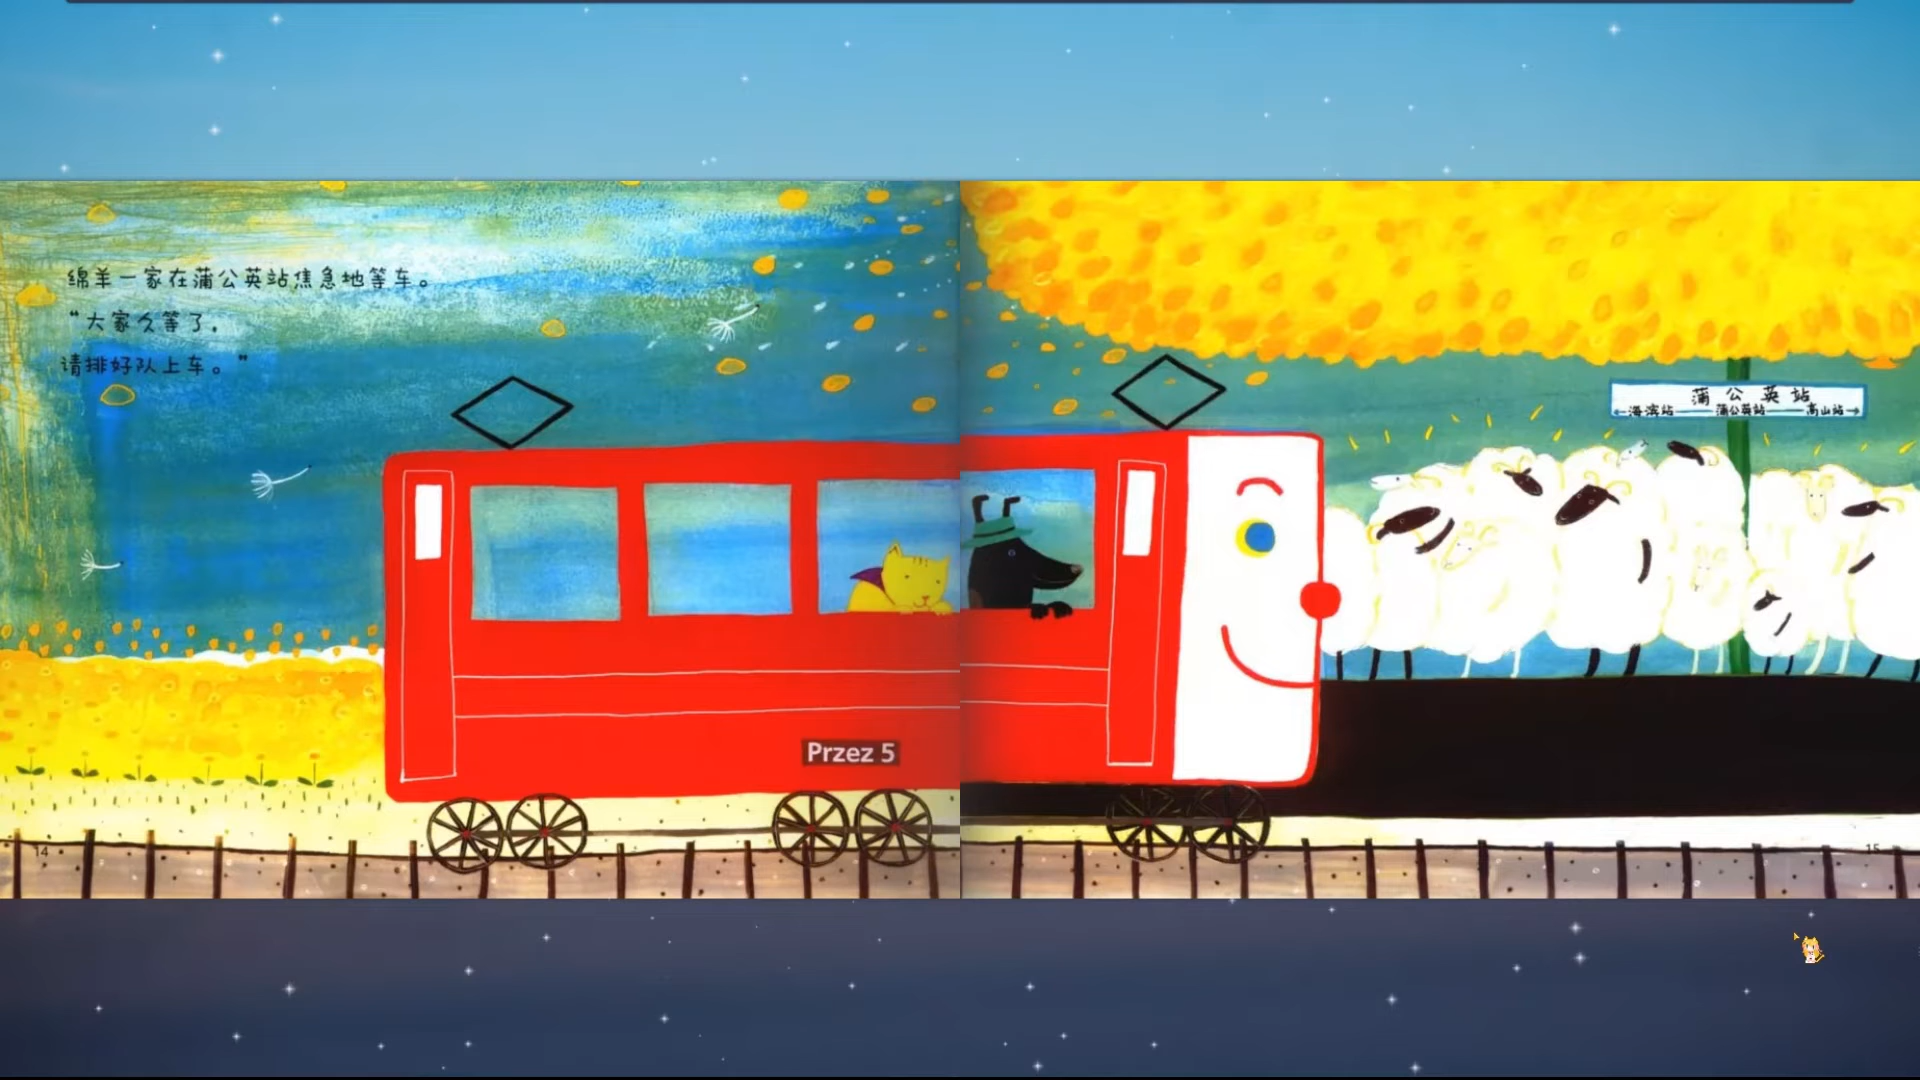 绵羊一家在蒲公英站焦急地等车。
“大家久等了，
请排好队上车。”
蒲公英站
←海滨站——蒲公英站——高山站→
Przez 5
14
15